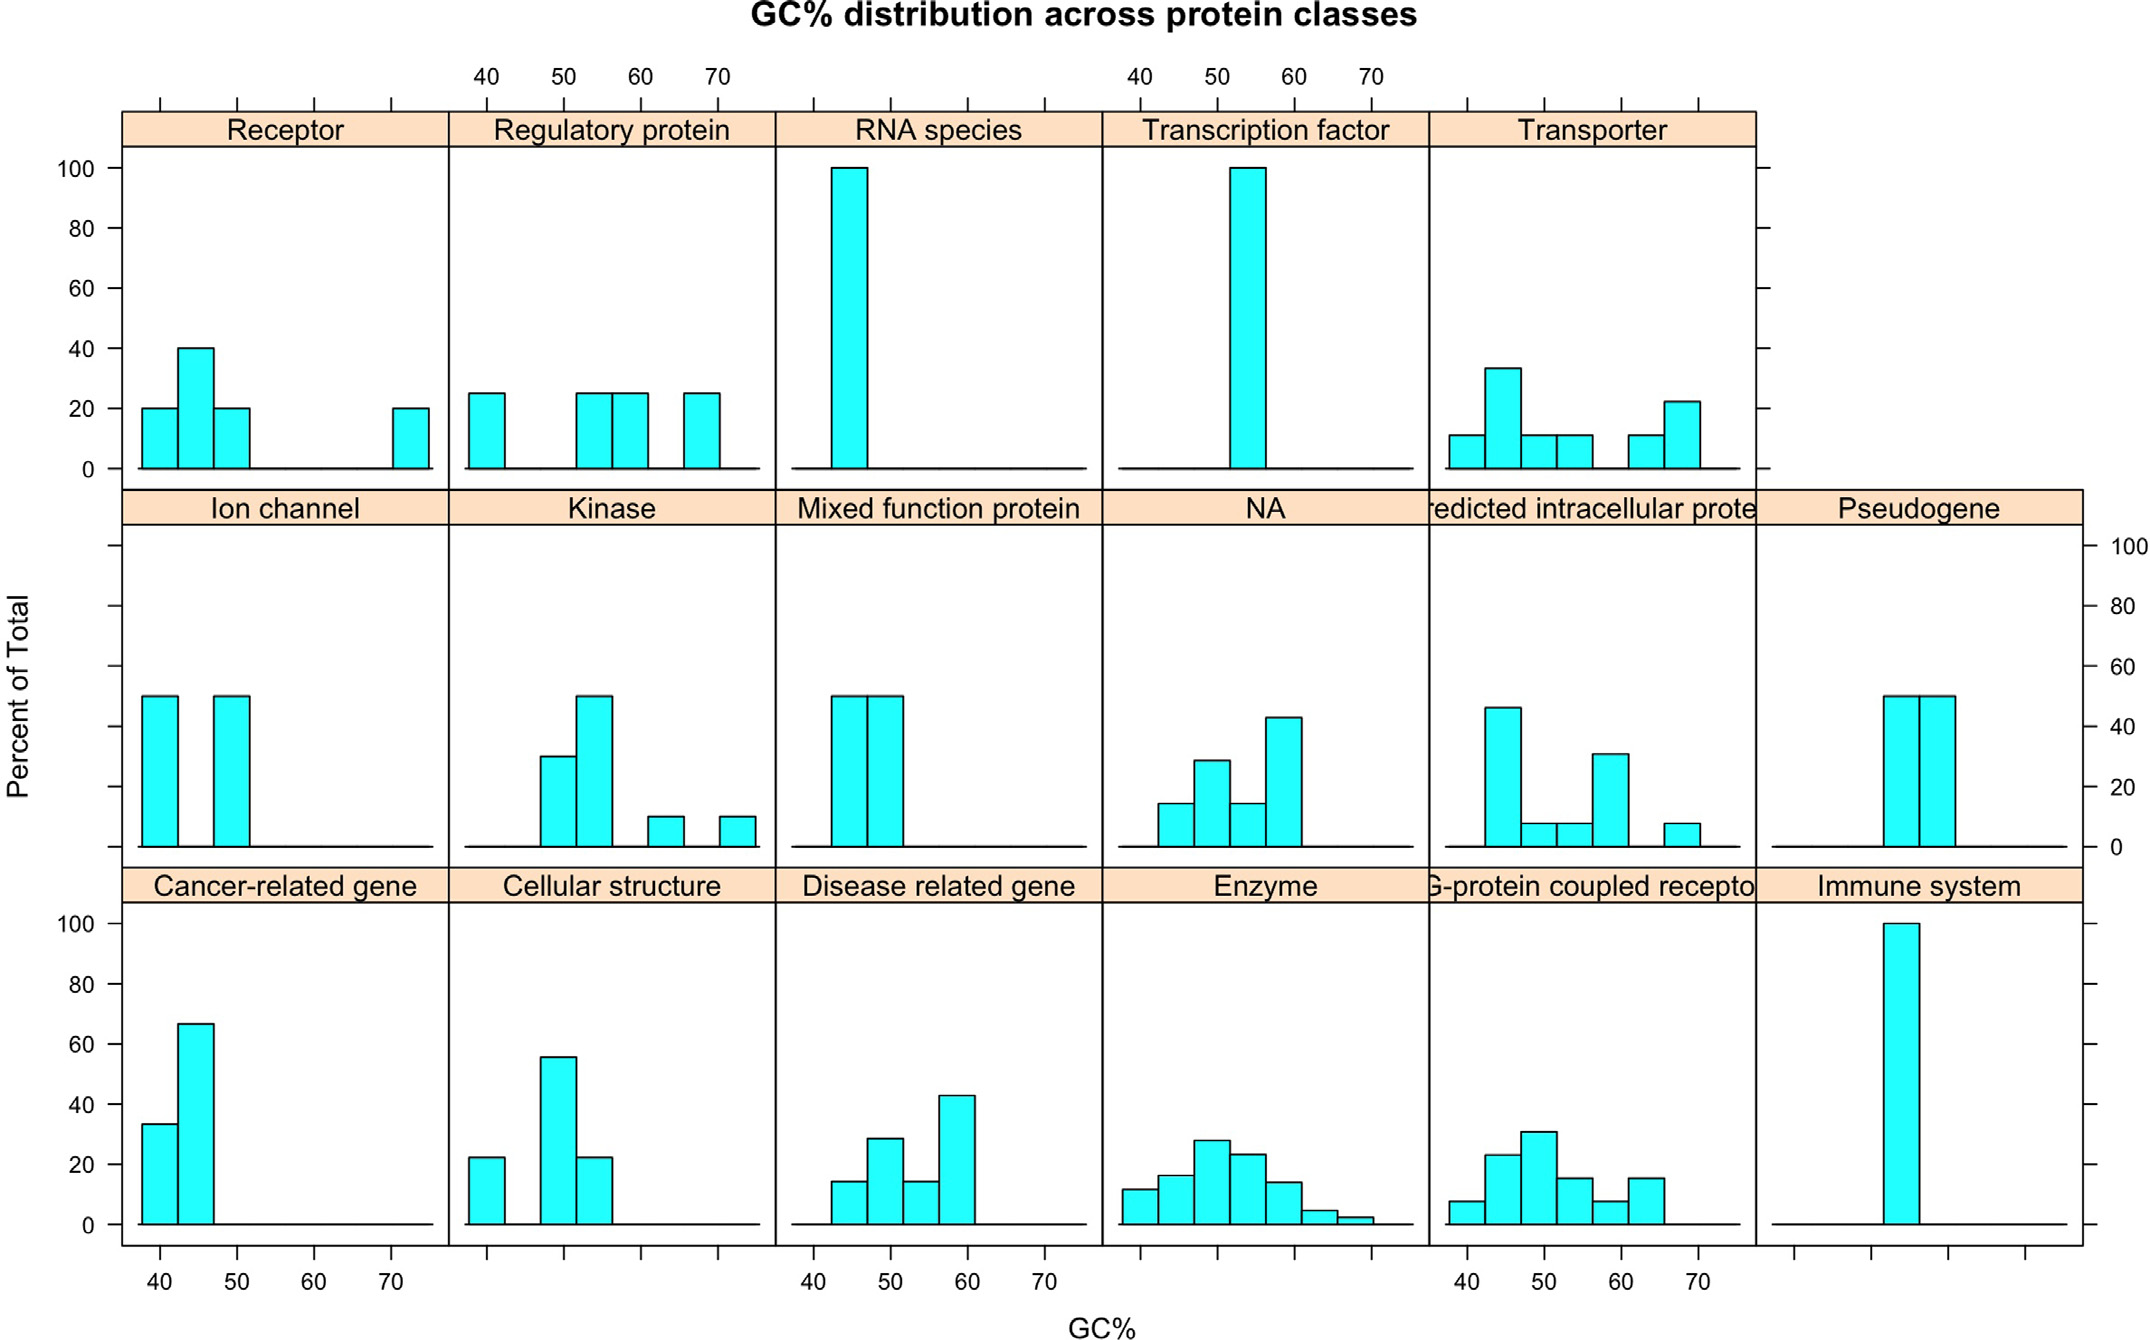 GC% distribution across protein classes
40 50 60 70 40 50 60 70
Receptor Regulatory protein RNA species Transcription factor Transporter
100
80
60
40
20
0
Ion channel Kinase Mixed function protein NA redicted intracellular prote Pseudogene
100
80
60
40
20
0
Cancer-related gene Cellular structure Disease related gene Enzyme G-protein coupled recepto Immune system
100
80
60
40
20
0
40 50 60 70 40 50 60 70 40 50 60 70
Percent of Total
GC%